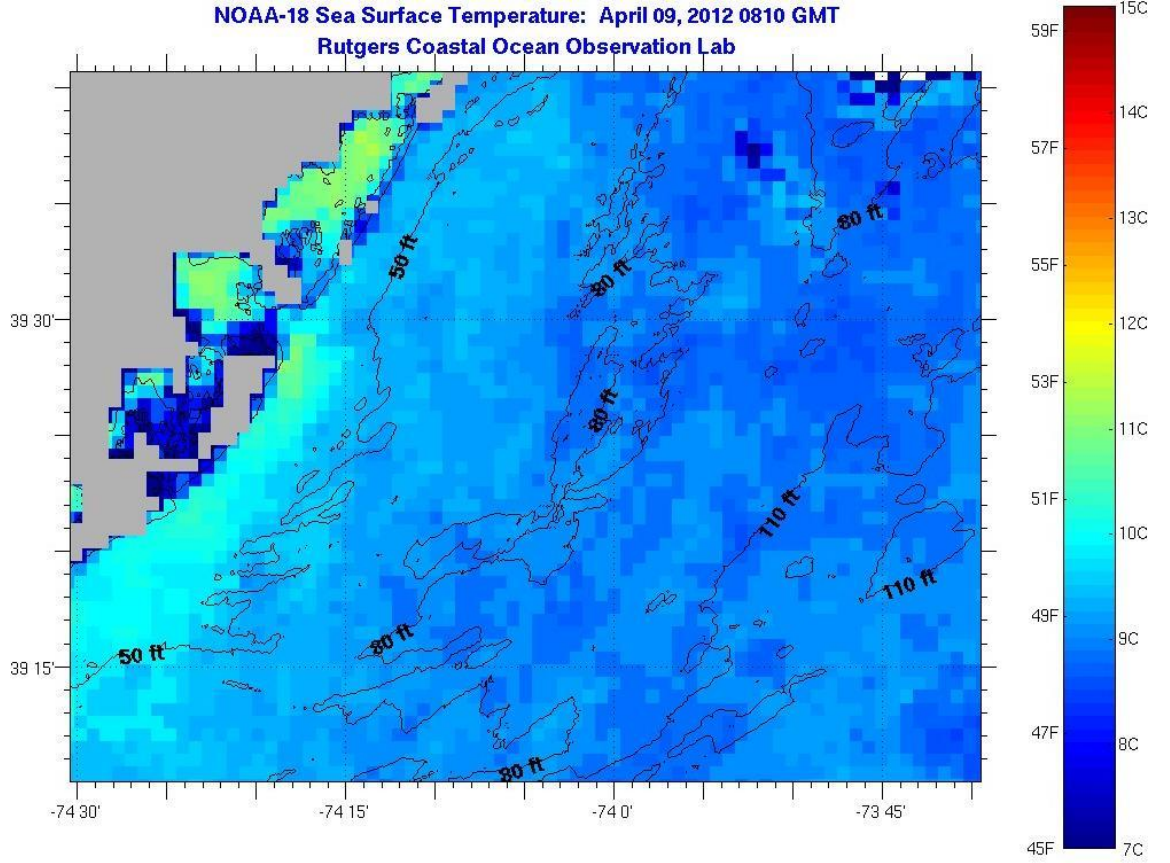 NOAA-18 Sea Surface Temperature: April 09, 2012 0810 GMT
Rutgers Coastal Ocean Observation Lab
15C
59F
14C
57F
13C
55F
12C
53F
11C
51F
10C
49F
9C
47F
8C
45F
7C
50 ft
80 ft
80 ft
39 30'
80 ft
110 ft
110 ft
80 ft
50 ft
39 15'
80 ft
-74 30'
-74 15'
-74 0'
-73 45'